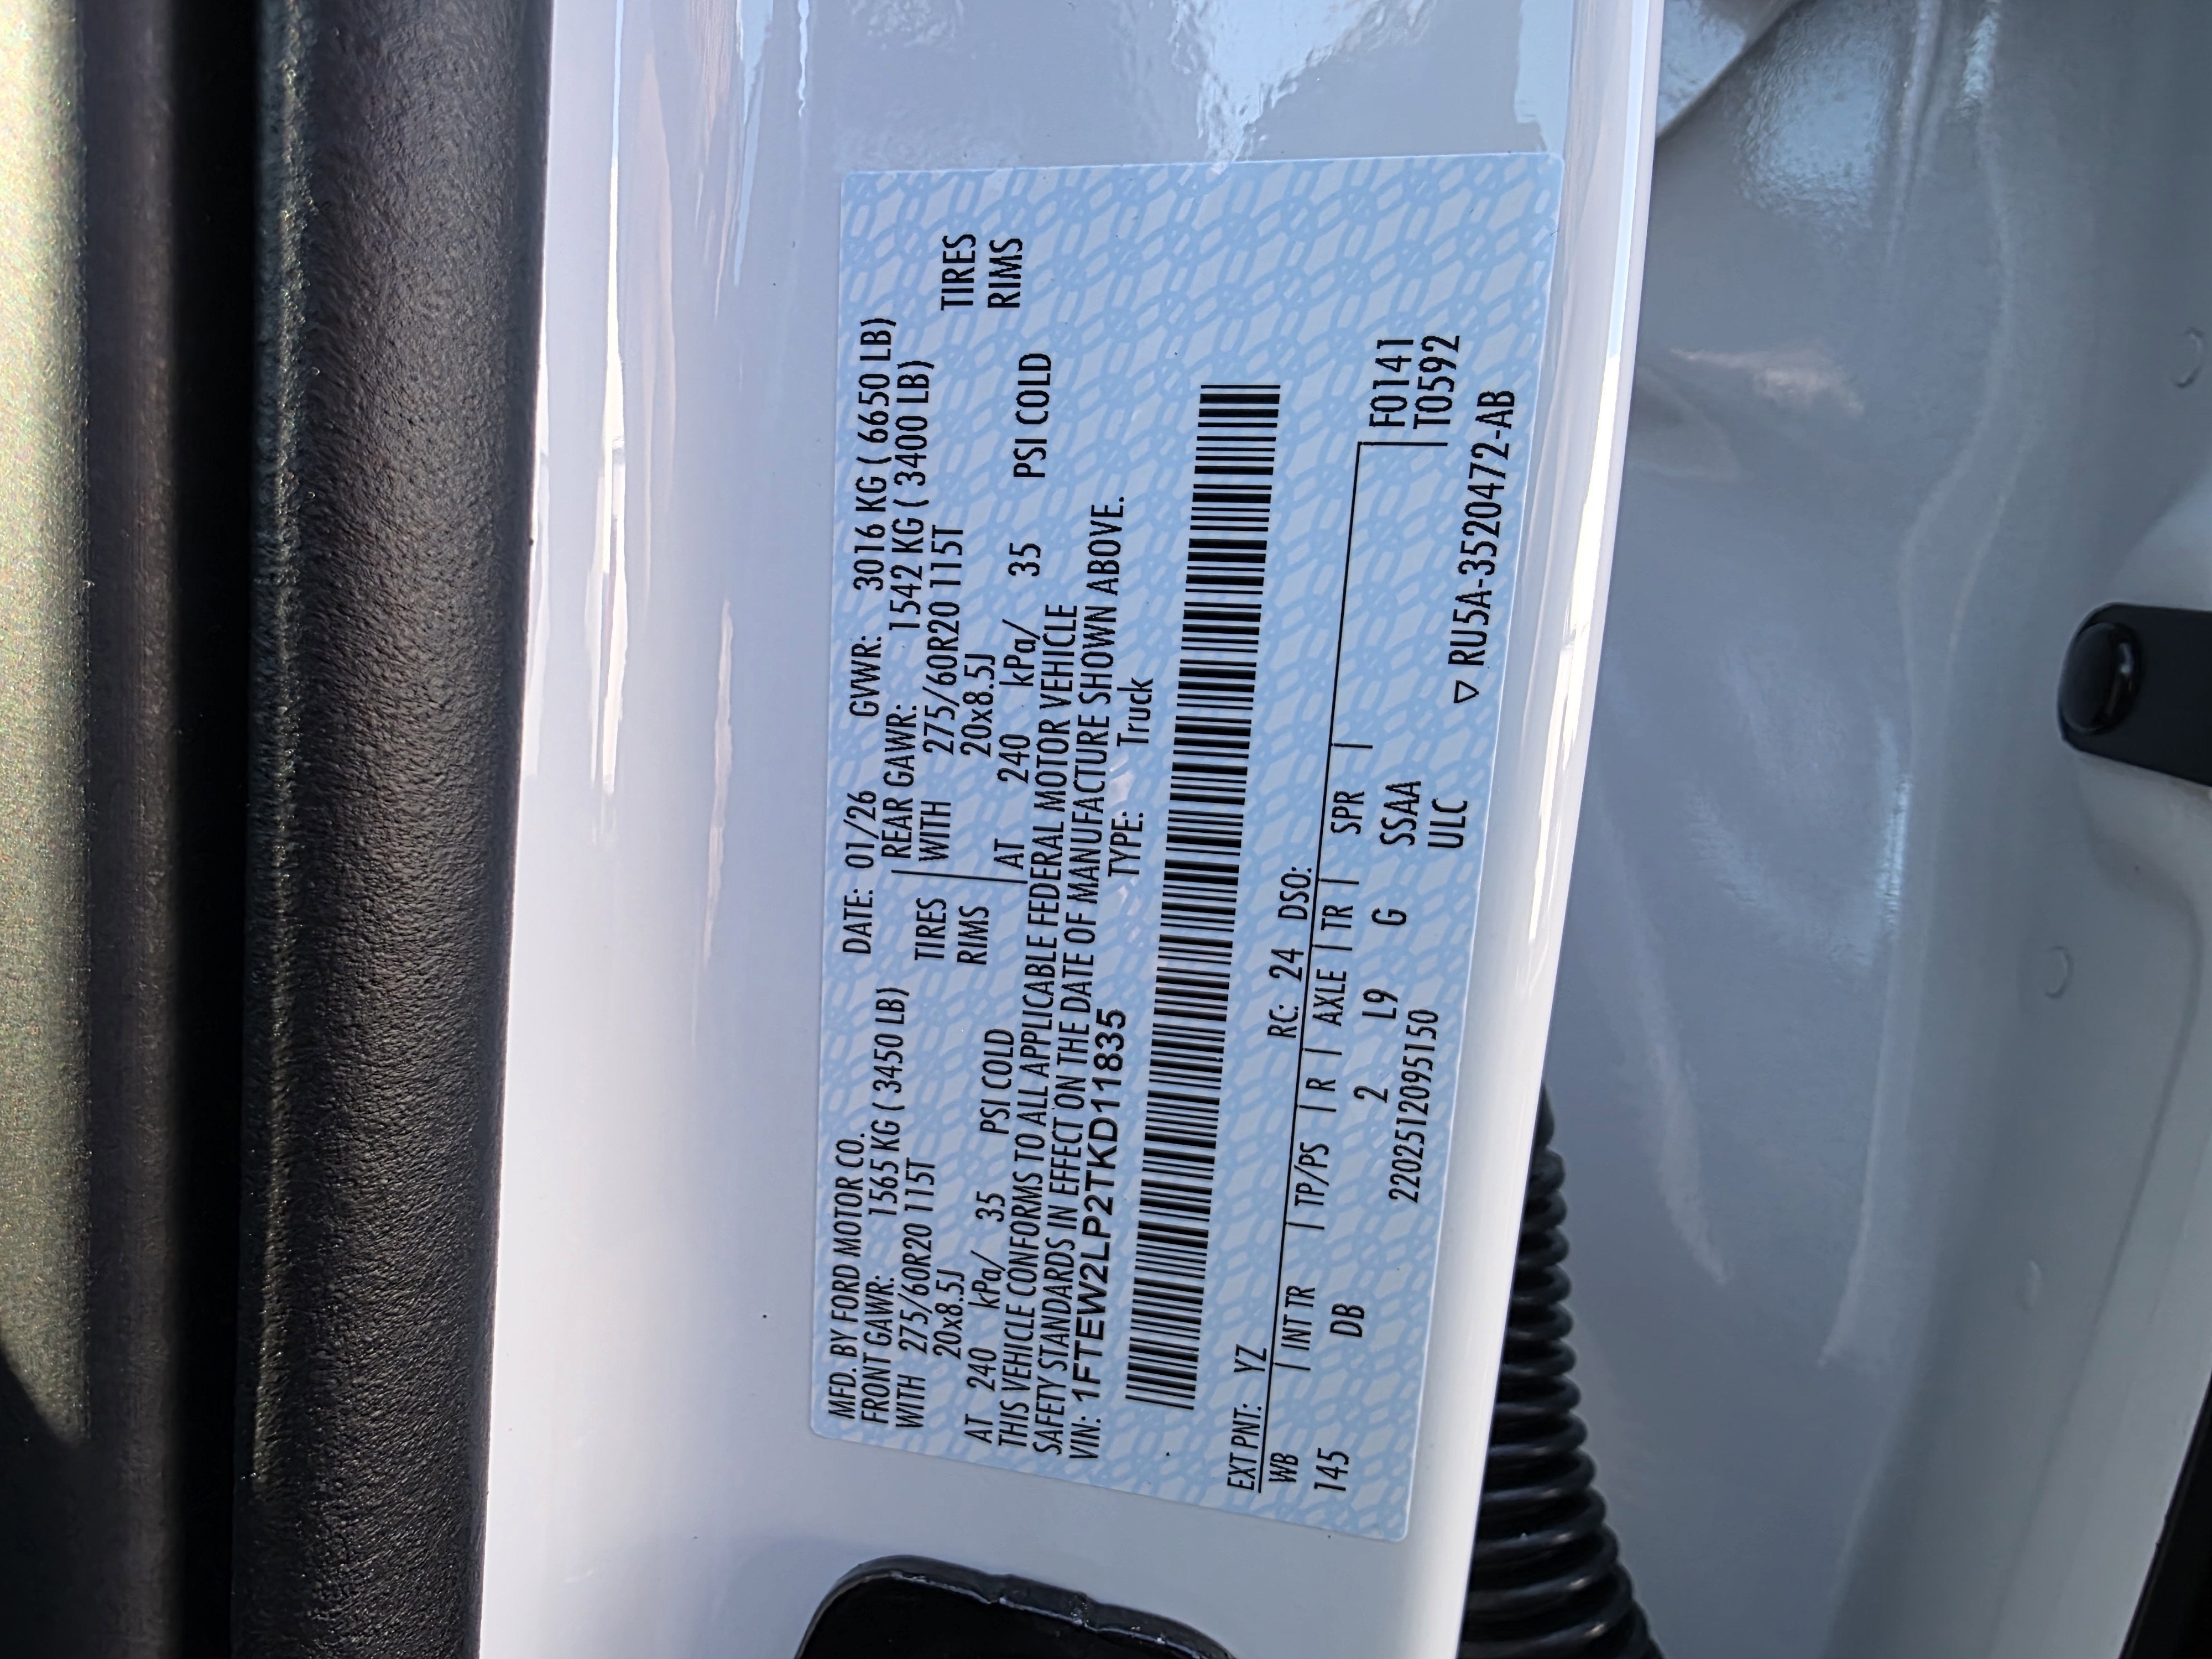 MFD. BY FORD MOTOR CO. DATE: 01/26 GVWR: 3016 KG ( 6650 LB)
FRONT GAWR: 1565 KG ( 3450 LB) REAR GAWR: 1542 KG ( 3400 LB)
WITH 275/60R20 115T TIRES WITH 275/60R20 115T TIRES
20x8.5J RIMS 20x8.5J RIMS
AT 240 kPa/ 35 PSI COLD AT 240 kPa/ 35 PSI COLD
THIS VEHICLE CONFORMS TO ALL APPLICABLE FEDERAL MOTOR VEHICLE
SAFETY STANDARDS IN EFFECT ON THE DATE OF MANUFACTURE SHOWN ABOVE.
VIN: 1FTEW2LP2TKD11835 TYPE: Truck
EXT PNT: YZ RC: 24 DSO:
WB | INT TR | TP/PS | R | AXLE | TR | SPR | F0141
145 DB 2 L9 G SSAA T0592
2202512095150 ULC
▽ RU5A-3520472-AB